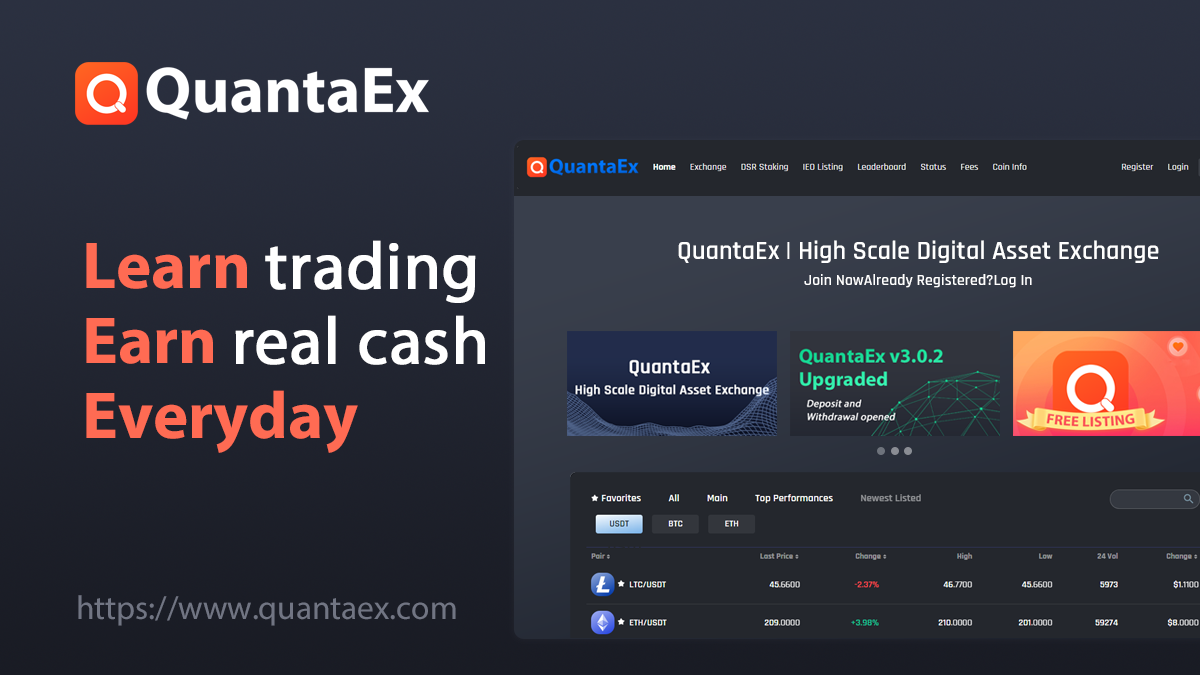 QuantaEx
Learn trading
Earn real cash
Everyday
https://www.quantaex.com
QuantaEx Home Exchange DSR Staking IEO Listing Leaderboard Status Fees Coin Info Register Login
QuantaEx | High Scale Digital Asset Exchange
Join NowAlready Registered?Log In
QuantaEx
High Scale Digital Asset Exchange
QuantaEx v3.0.2
Upgraded
Deposit and
Withdrawal opened
FREE LISTING
Favorites All Main Top Performances Newest Listed
USDT BTC ETH
Pair Last Price Change High Low 24 Vol Change
LTC/USDT 45.6600 -2.37% 46.7700 45.6600 5973 $1.1100
ETH/USDT 209.0000 +3.98% 210.0000 201.0000 59274 $8.0000